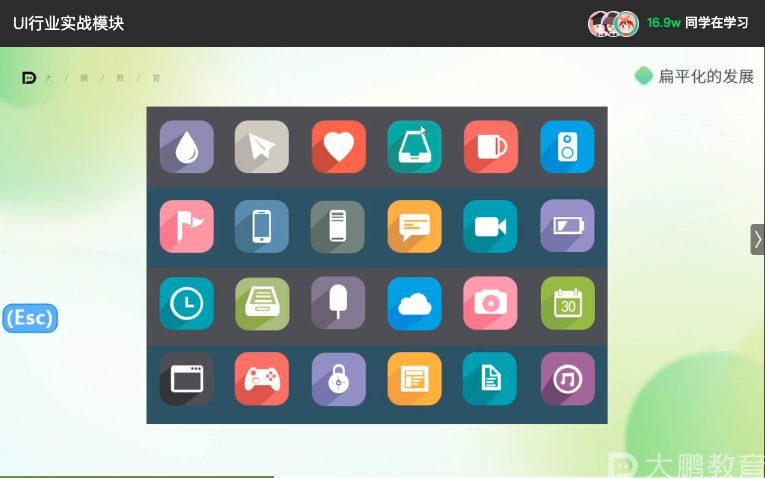 UI行业实战模块
16.9w 同学在学习
大 / 鹏 / 教 / 育
扁平化的发展
(Esc)
30
大鹏教育